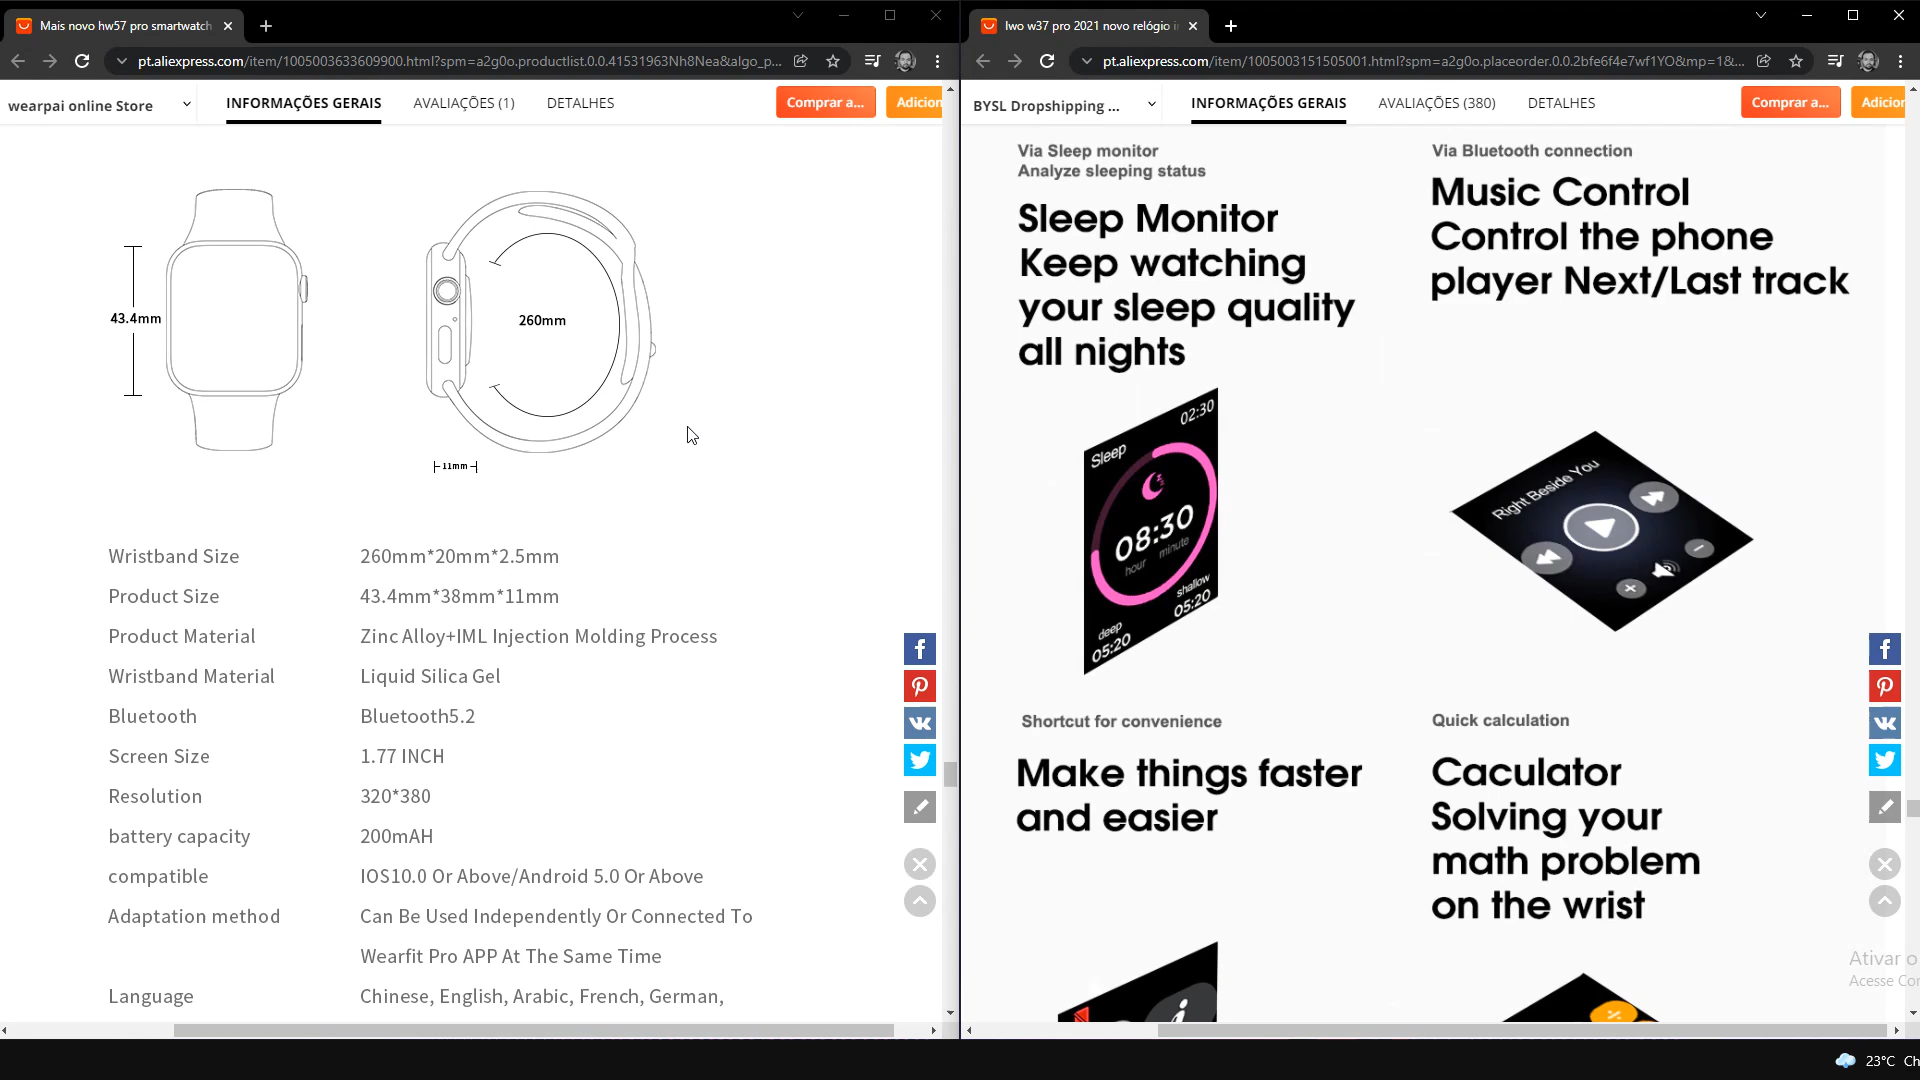 Mais novo hw57 pro smartwatch
pt.aliexpress.com/item/1005003633609900.html?spm=a2g0o.productlist.0.0.41531963Nh8Nea&algo_p...
wearpai online Store
INFORMAÇÕES GERAIS
AVALIAÇÕES (1)
DETALHES
Comprar a...
Adicion
43.4mm
260mm
11mm
Wristband Size 260mm*20mm*2.5mm
Product Size 43.4mm*38mm*11mm
Product Material Zinc Alloy+IML Injection Molding Process
Wristband Material Liquid Silica Gel
Bluetooth Bluetooth5.2
Screen Size 1.77 INCH
Resolution 320*380
battery capacity 200mAH
compatible IOS10.0 Or Above/Android 5.0 Or Above
Adaptation method Can Be Used Independently Or Connected To
Wearfit Pro APP At The Same Time
Language Chinese, English, Arabic, French, German,
Iwo w37 pro 2021 novo relógio i
pt.aliexpress.com/item/1005003151505001.html?spm=a2g0o.placeorder.0.0.2bfe6f4e7wf1YO&mp=1&...
BYSL Dropshipping ...
INFORMAÇÕES GERAIS
AVALIAÇÕES (380)
DETALHES
Comprar a...
Adicion
Via Sleep monitor
Analyze sleeping status
Sleep Monitor
Keep watching
your sleep quality
all nights
Sleep
02:30
08:30
hour minute
shallow
05:20
deep
05:20
Via Bluetooth connection
Music Control
Control the phone
player Next/Last track
Right Beside You
Shortcut for convenience
Make things faster
and easier
Quick calculation
Caculator
Solving your
math problem
on the wrist
Ativar o
Acesse Con
23°C Ch